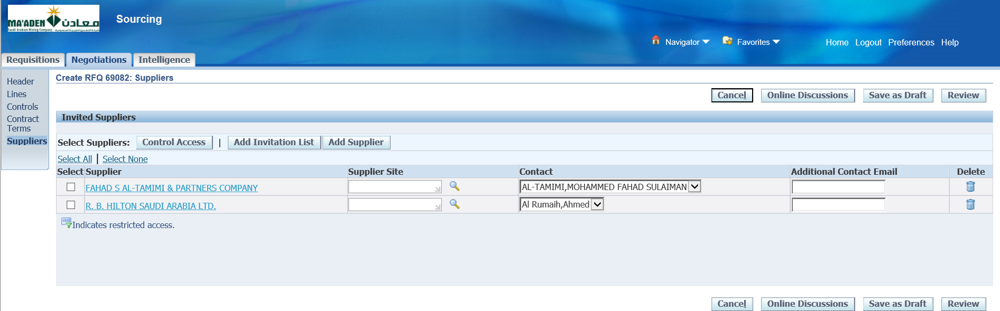 MA'ADEN معادن
Saudi Arabian Mining Company شركة التعدين العربية السعودية
Sourcing
Navigator Favorites Home Logout Preferences Help
Requisitions Negotiations Intelligence
Header
Lines
Controls
Contract
Terms
Suppliers
Create RFQ 69082: Suppliers
Cancel Online Discussions Save as Draft Review
Invited Suppliers
Select Suppliers: Control Access | Add Invitation List Add Supplier
Select All | Select None
Select Supplier Supplier Site Contact Additional Contact Email Delete
FAHAD S AL-TAMIMI & PARTNERS COMPANY AL-TAMIMI,MOHAMMED FAHAD SULAIMAN
R. B. HILTON SAUDI ARABIA LTD. Al Rumaih,Ahmed
Indicates restricted access.
Cancel Online Discussions Save as Draft Review